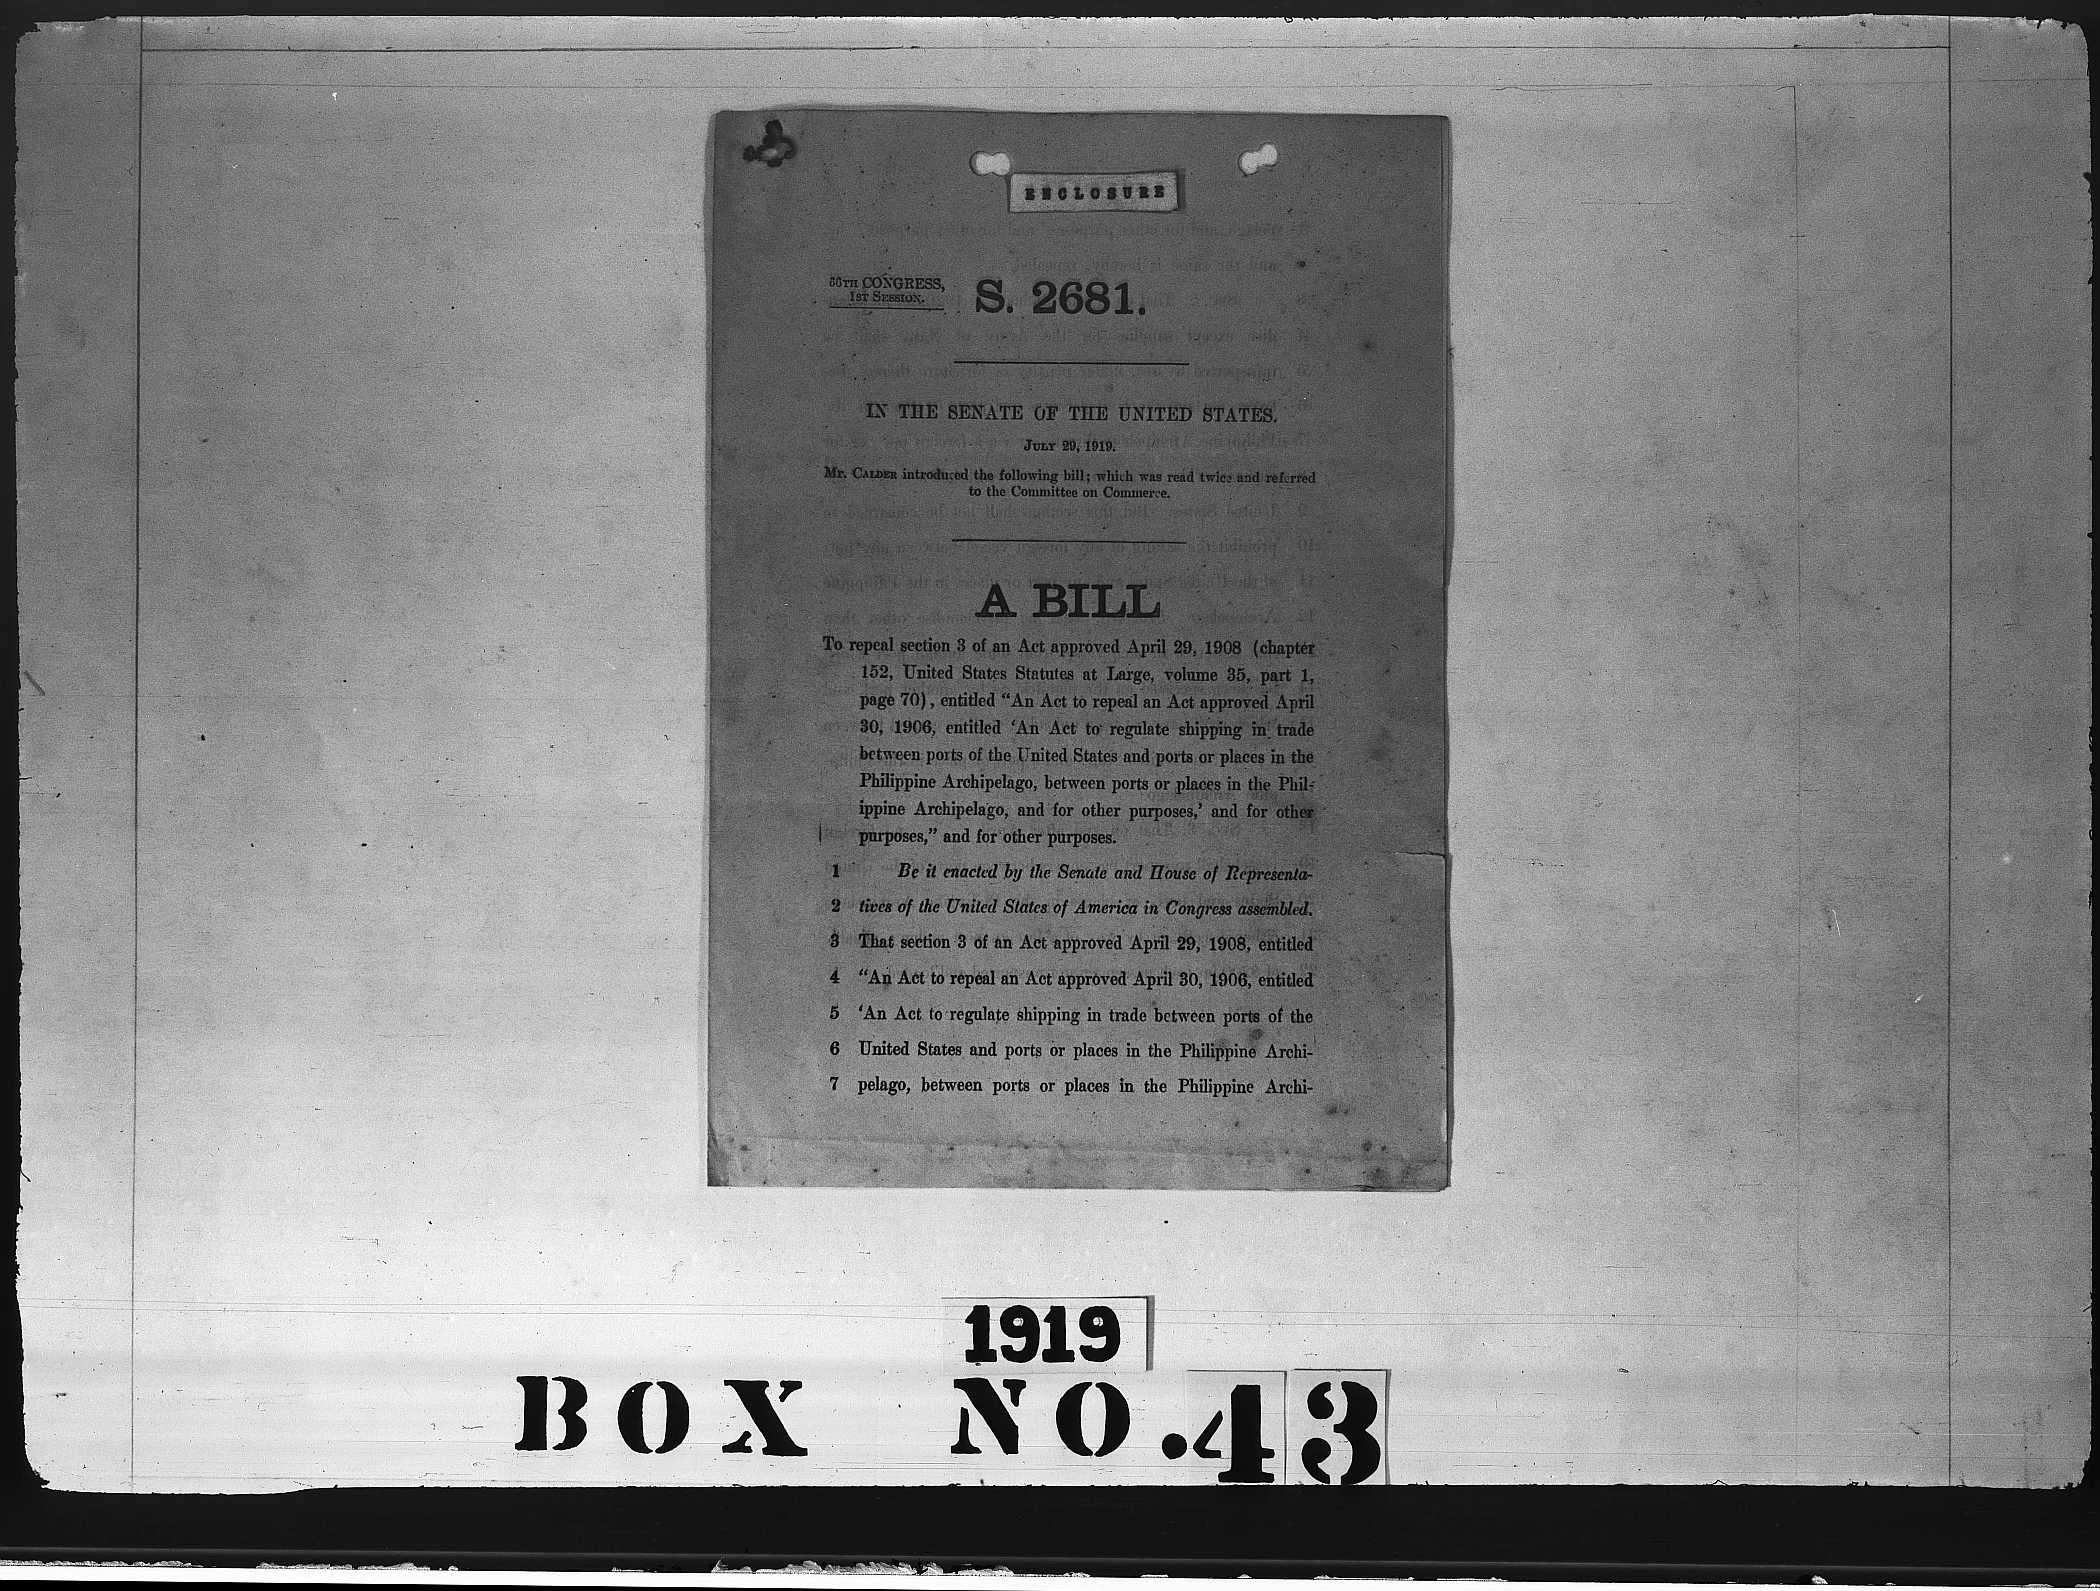 ENCLOSURE
66TH CONGRESS,
1ST SESSION.
S. 2681.
IN THE SENATE OF THE UNITED STATES.
JULY 29, 1919.
Mr. CALDER introduced the following bill; which was read twice and referred
to the Committee on Commerce.
A BILL
To repeal section 3 of an Act approved April 29, 1908 (chapter
152, United States Statutes at Large, volume 35, part 1,
page 70), entitled “An Act to repeal an Act approved April
30, 1906, entitled ‘An Act to regulate shipping in trade
between ports of the United States and ports or places in the
Philippine Archipelago, between ports or places in the Phil-
ippine Archipelago, and for other purposes,’ and for other
purposes,” and for other purposes.
1 Be it enacted by the Senate and House of Representa-
2 tives of the United States of America in Congress assembled.
3 That section 3 of an Act approved April 29, 1908, entitled
4 “An Act to repeal an Act approved April 30, 1906, entitled
5 ‘An Act to regulate shipping in trade between ports of the
6 United States and ports or places in the Philippine Archi-
7 pelago, between ports or places in the Philippine Archi-
1919
BOX NO. 43